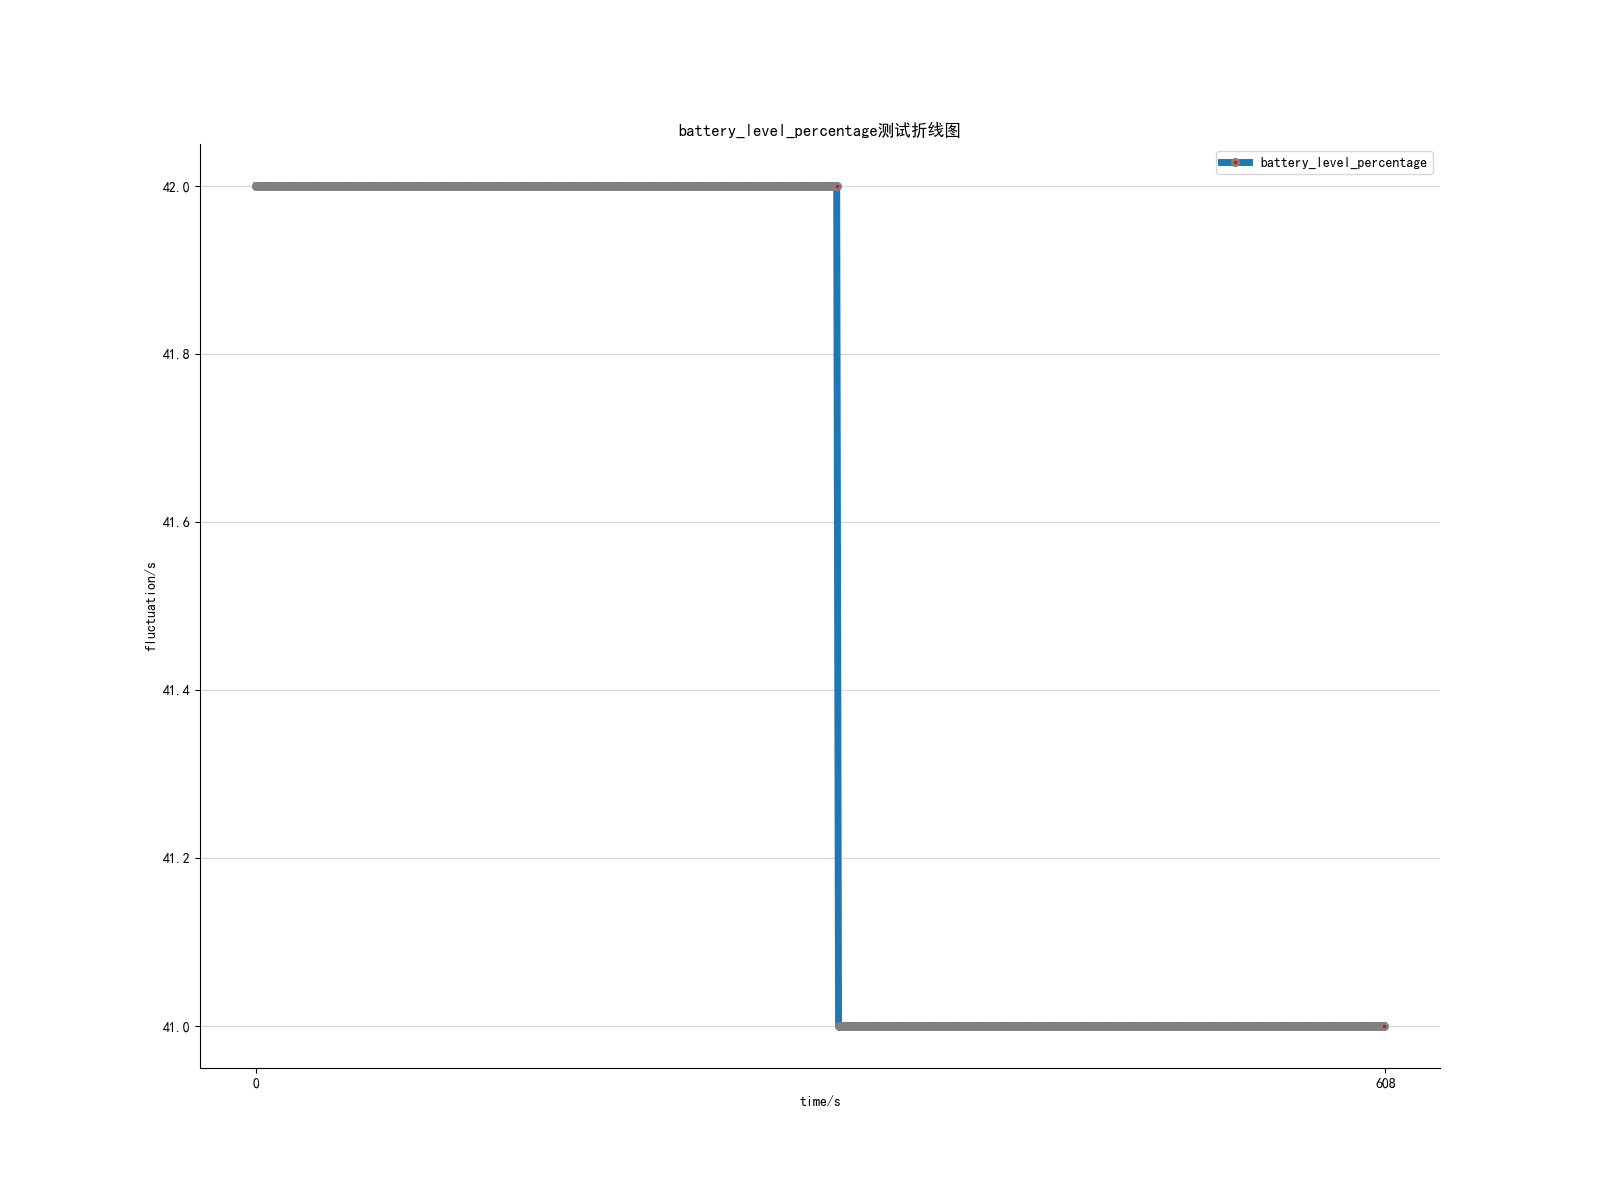 battery_level_percentage测试折线图
battery_level_percentage
42.0
41.8
41.6
41.4
41.2
41.0
fluctuation/s
0
608
time/s